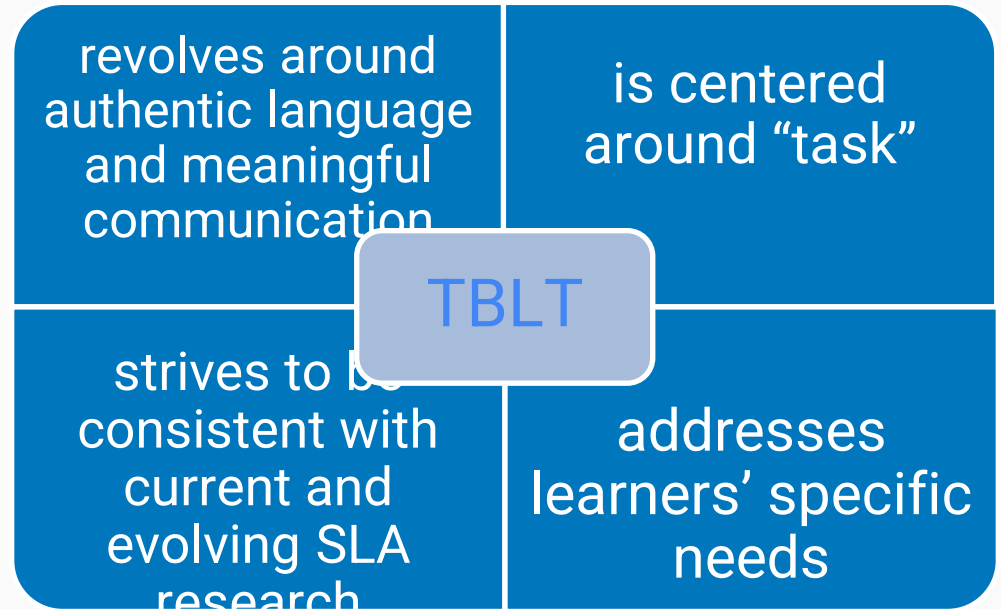 revolves around
authentic language
and meaningful
communication
is centered
around “task”
TBLT
strives to be
consistent with
current and
evolving SLA
research
addresses
learners’ specific
needs